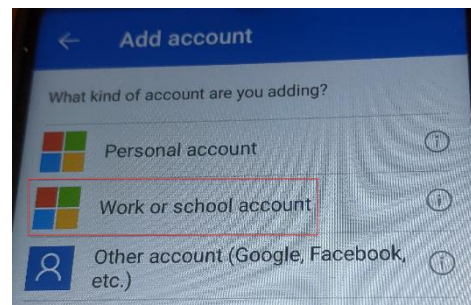 Add account
What kind of account are you adding?
Personal account
Work or school account
Other account (Google, Facebook,
etc.)